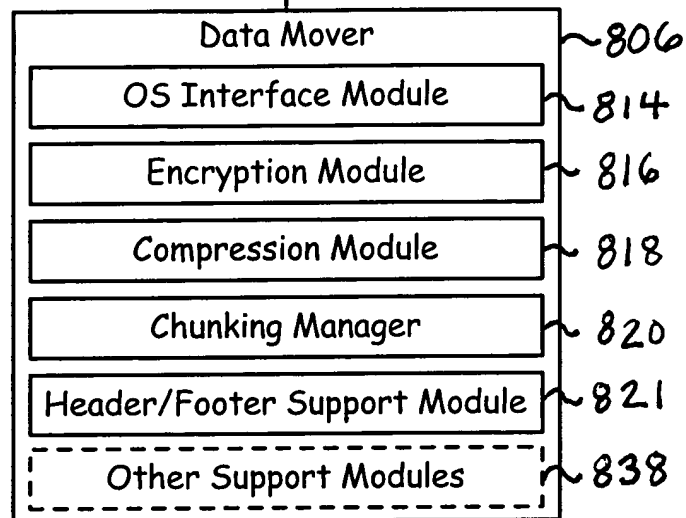 Data Mover 806
OS Interface Module 814
Encryption Module 816
Compression Module 818
Chunking Manager 820
Header/Footer Support Module 821
Other Support Modules 838